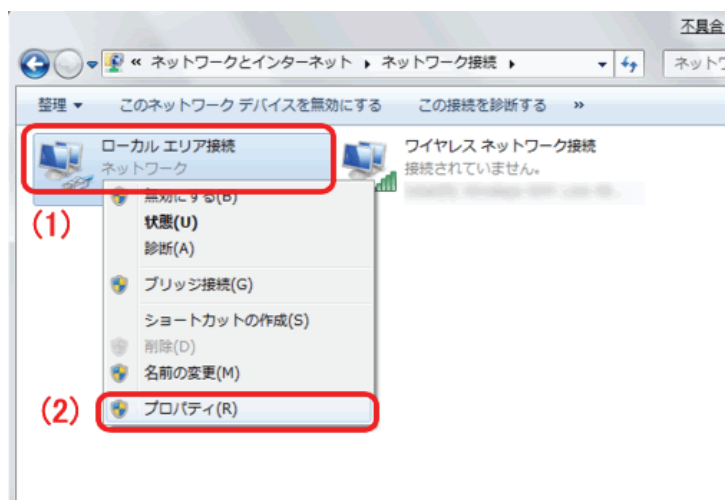 不具合
« ネットワークとインターネット ▸ ネットワーク接続 ▸ ネットワ
整理 ▼ このネットワーク デバイスを無効にする この接続を診断する »
ローカル エリア接続
ネットワーク
ワイヤレス ネットワーク接続
接続されていません。
(1)
無効にする(B)
状態(U)
診断(A)
ブリッジ接続(G)
ショートカットの作成(S)
削除(D)
名前の変更(M)
(2)
プロパティ(R)